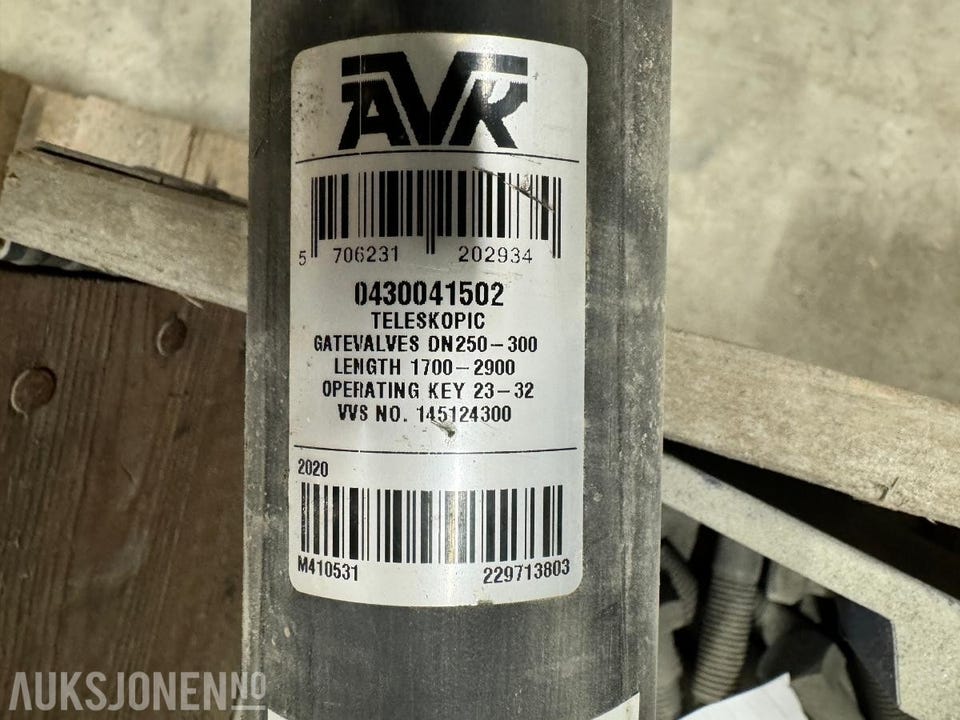 AVK
5 706231 202934
0430041502
TELESKOPIC
GATEVALVES DN250-300
LENGTH 1700-2900
OPERATING KEY 23-32
VVS NO. 145124300
2020
M410531 229713803
AUKSJONEN.NO